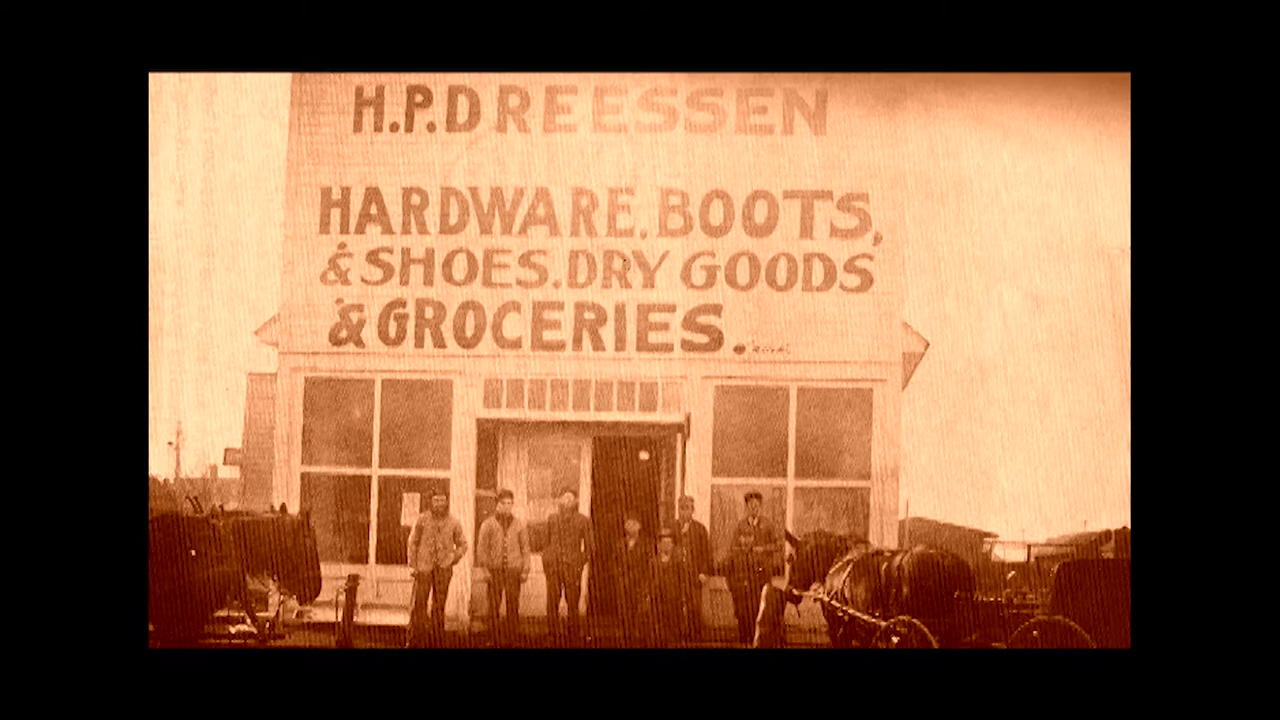 H.P.DREESSEN
HARDWARE. BOOTS,
& SHOES. DRY GOODS
& GROCERIES.